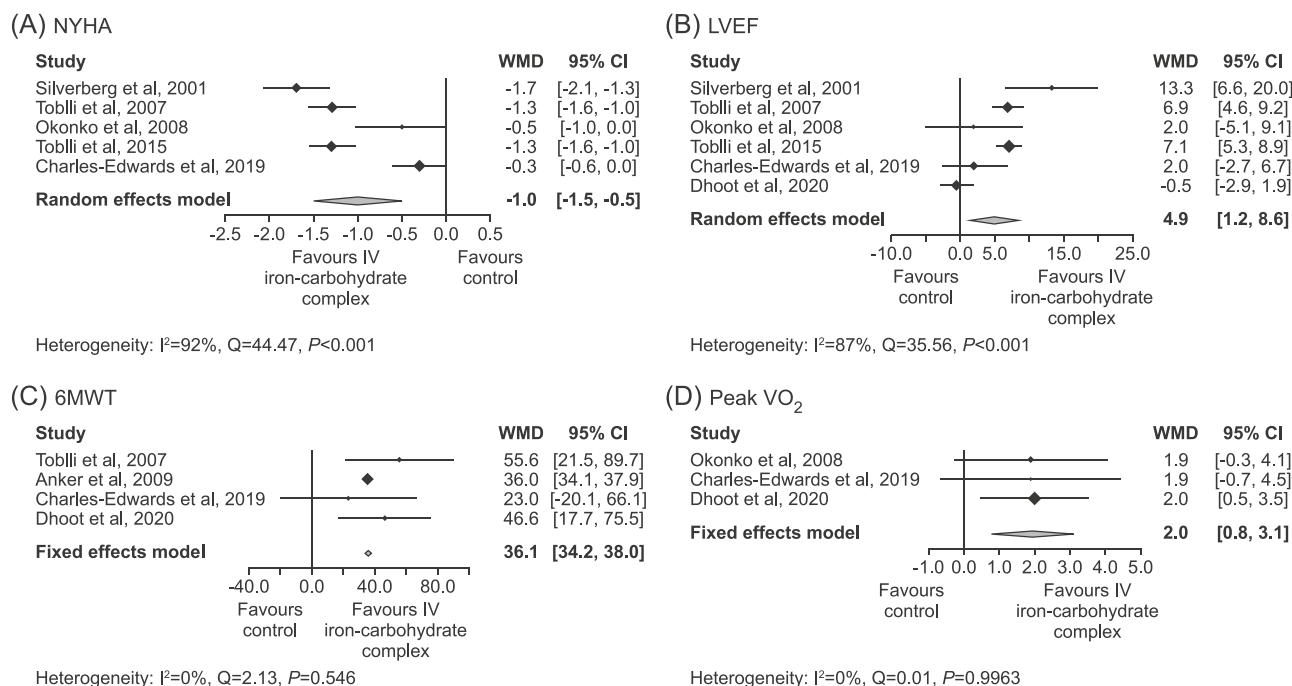 (A) NYHA
Study WMD 95% CI
Silverberg et al, 2001 -1.7 [-2.1, -1.3]
Toblli et al, 2007 -1.3 [-1.6, -1.0]
Okonko et al, 2008 -0.5 [-1.0, 0.0]
Toblli et al, 2015 -1.3 [-1.6, -1.0]
Charles-Edwards et al, 2019 -0.3 [-0.6, 0.0]
Random effects model -1.0 [-1.5, -0.5]
-2.5 -2.0 -1.5 -1.0 -0.5 0.0 0.5
Favours IV Favours
iron-carbohydrate control
complex
Heterogeneity: I²=92%, Q=44.47, P<0.001
(B) LVEF
Study WMD 95% CI
Silverberg et al, 2001 13.3 [6.6, 20.0]
Toblli et al, 2007 6.9 [4.6, 9.2]
Okonko et al, 2008 2.0 [-5.1, 9.1]
Toblli et al, 2015 7.1 [5.3, 8.9]
Charles-Edwards et al, 2019 2.0 [-2.7, 6.7]
Dhoot et al, 2020 -0.5 [-2.9, 1.9]
Random effects model 4.9 [1.2, 8.6]
-10.0 0.0 5.0 15.0 25.0
Favours Favours IV
control iron-carbohydrate
complex
Heterogeneity: I²=87%, Q=35.56, P<0.001
(C) 6MWT
Study WMD 95% CI
Toblli et al, 2007 55.6 [21.5, 89.7]
Anker et al, 2009 36.0 [34.1, 37.9]
Charles-Edwards et al, 2019 23.0 [-20.1, 66.1]
Dhoot et al, 2020 46.6 [17.7, 75.5]
Fixed effects model 36.1 [34.2, 38.0]
-40.0 0.0 40.0 80.0
Favours Favours IV
control iron-carbohydrate
complex
Heterogeneity: I²=0%, Q=2.13, P=0.546
(D) Peak VO₂
Study WMD 95% CI
Okonko et al, 2008 1.9 [-0.3, 4.1]
Charles-Edwards et al, 2019 1.9 [-0.7, 4.5]
Dhoot et al, 2020 2.0 [0.5, 3.5]
Fixed effects model 2.0 [0.8, 3.1]
-1.0 0.0 1.0 2.0 3.0 4.0 5.0
Favours Favours IV
control iron-carbohydrate
complex
Heterogeneity: I²=0%, Q=0.01, P=0.9963